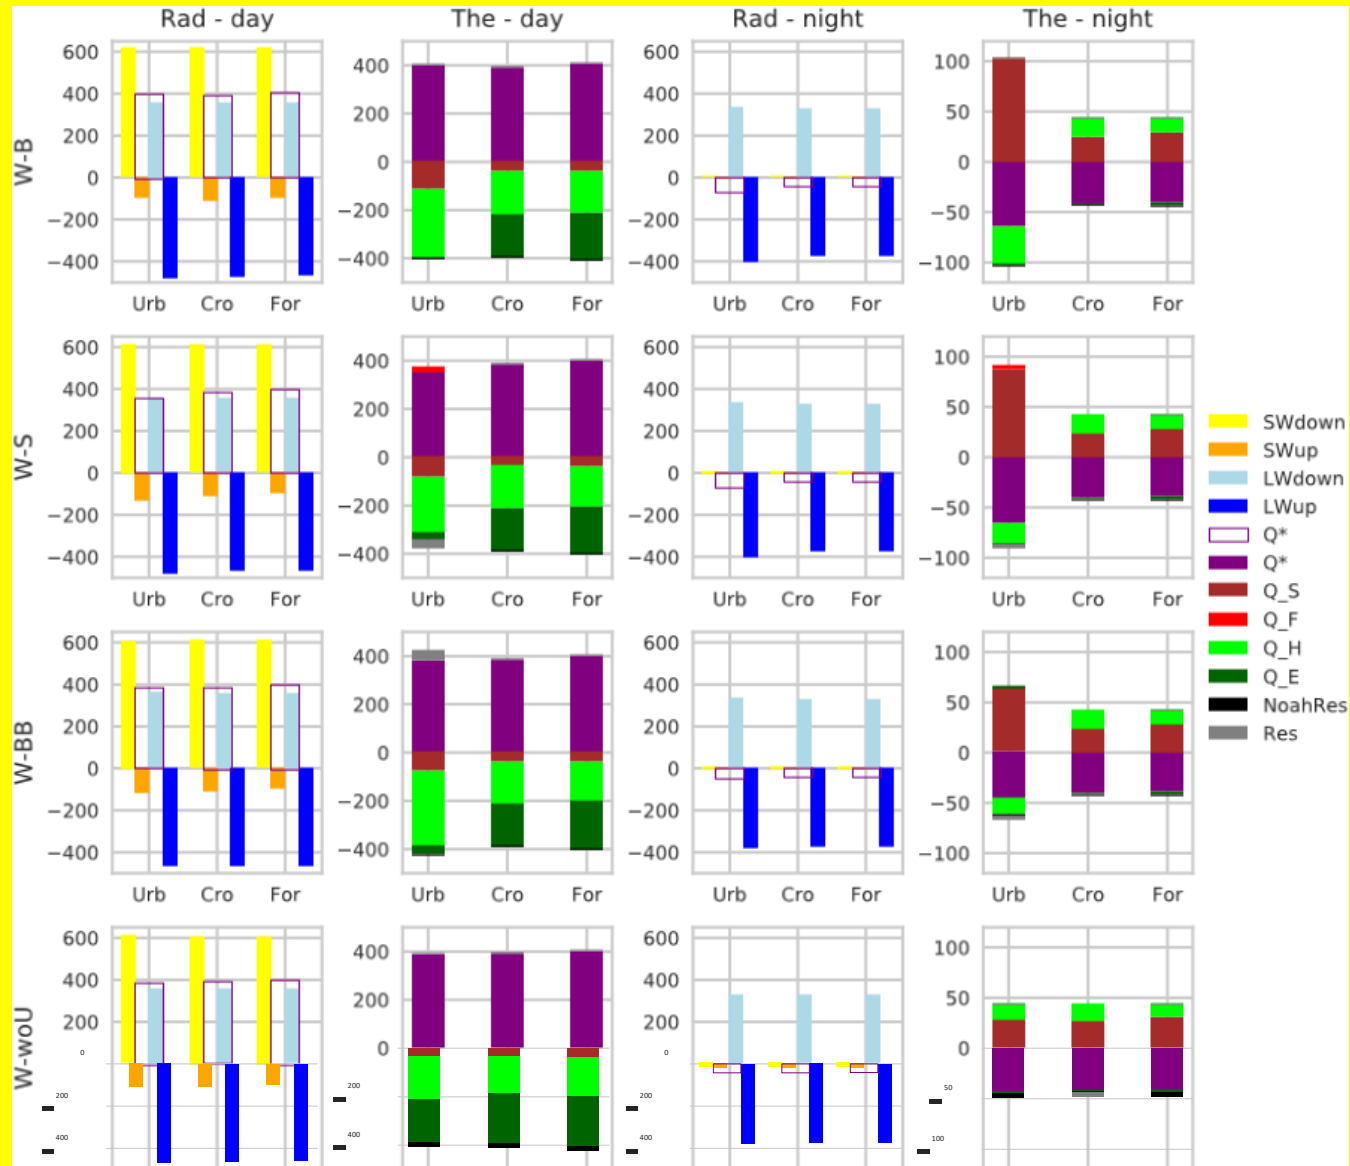 Rad - day The - day Rad - night The - night
W-B
600 400 200 0 −200 −400
400 200 0 −200 −400
600 400 200 0 −200 −400
100 50 0 −50 −100
Urb Cro For Urb Cro For Urb Cro For Urb Cro For
W-S
600 400 200 0 −200 −400
400 200 0 −200 −400
600 400 200 0 −200 −400
100 50 0 −50 −100
Urb Cro For Urb Cro For Urb Cro For Urb Cro For
SWdown
SWup
LWdown
LWup
Q*
Q*
Q_S
Q_F
Q_H
Q_E
NoahRes
Res
W-BB
600 400 200 0 −200 −400
400 200 0 −200 −400
600 400 200 0 −200 −400
100 50 0 −50 −100
Urb Cro For Urb Cro For Urb Cro For Urb Cro For
W-woU
600 400 200 0 200 400
400 200 0 200 400
600 400 200 0 200 400
100 50 0 50 100